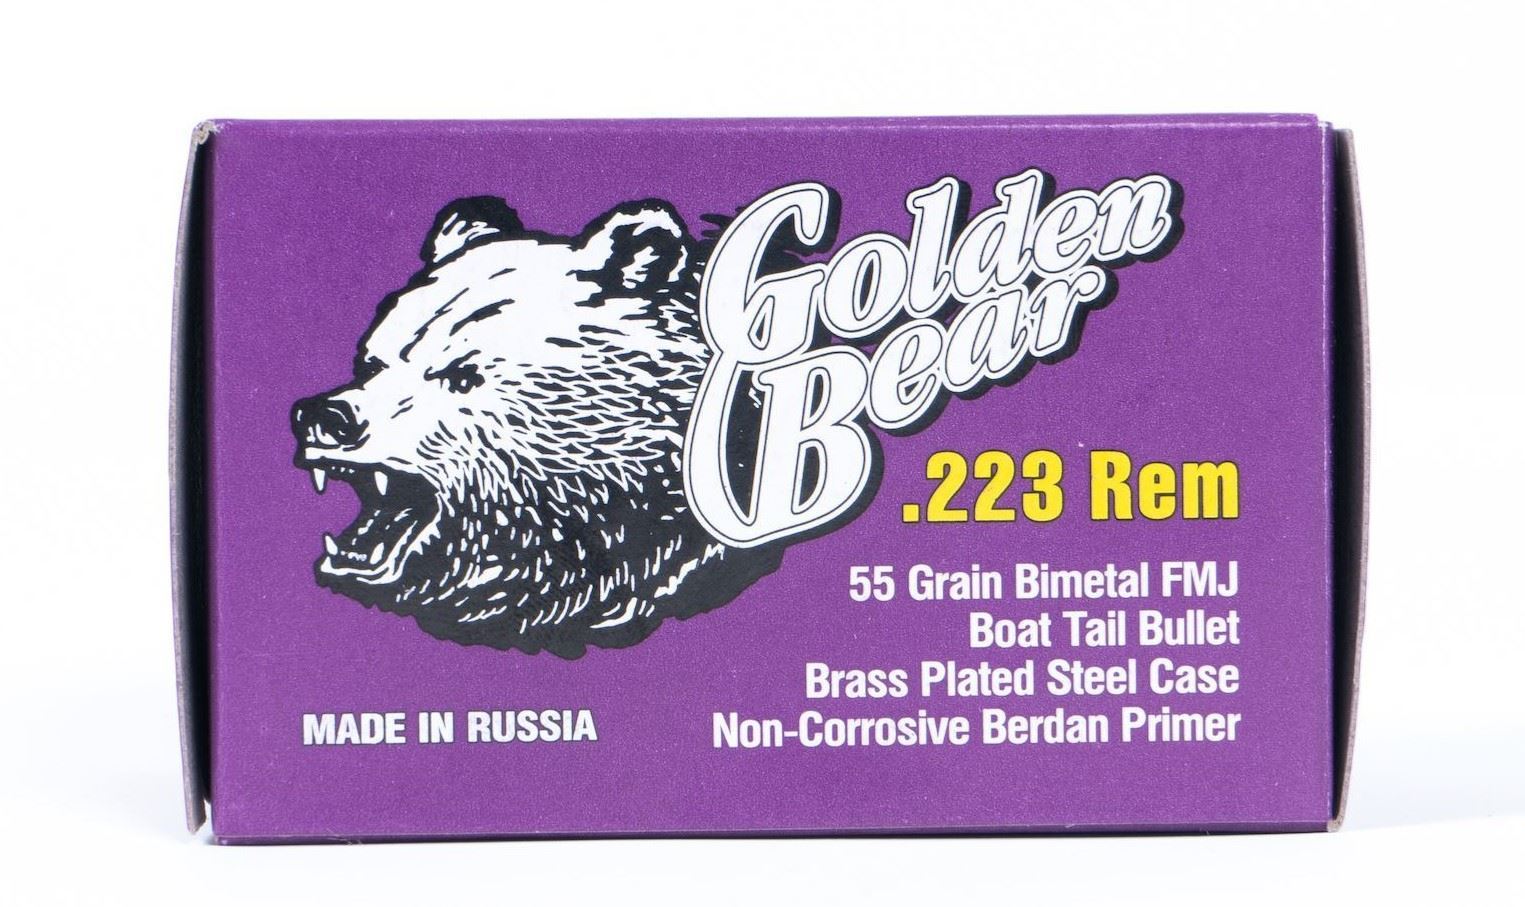 Golden
Bear
.223 Rem
55 Grain Bimetal FMJ
Boat Tail Bullet
Brass Plated Steel Case
Non-Corrosive Berdan Primer
MADE IN RUSSIA